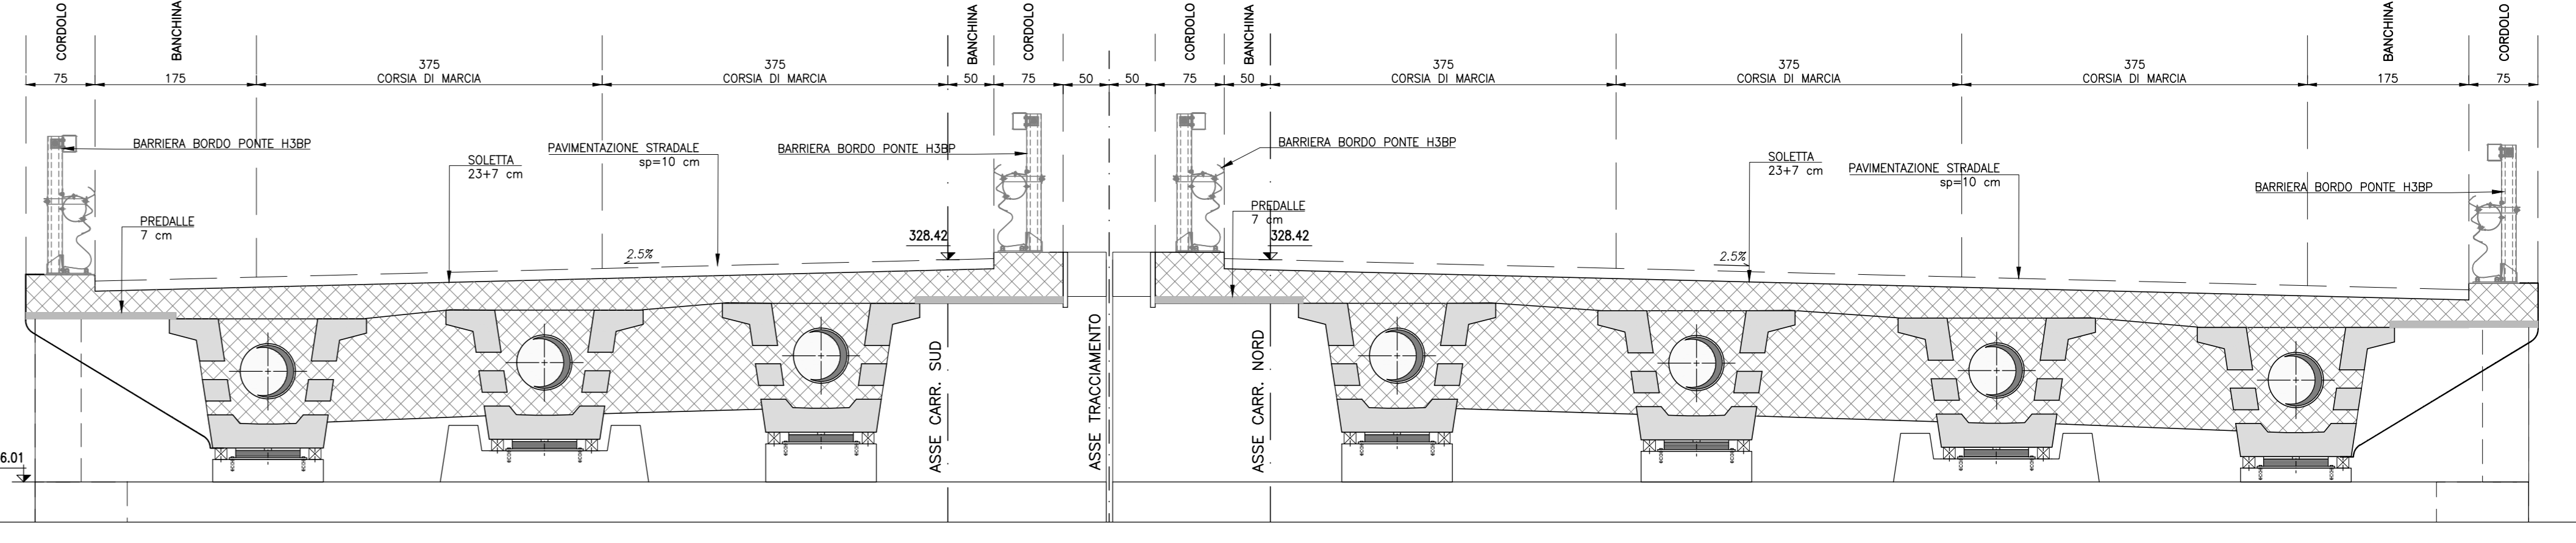 CORDOLO
BANCHINA
BANCHINA
CORDOLO
CORDOLO
BANCHINA
BANCHINA
CORDOLO
75
175
375
CORSIA DI MARCIA
375
CORSIA DI MARCIA
50
75
50
50
75
50
375
CORSIA DI MARCIA
375
CORSIA DI MARCIA
375
CORSIA DI MARCIA
175
75
BARRIERA BORDO PONTE H3BP
SOLETTA
23+7 cm
PAVIMENTAZIONE STRADALE
sp=10 cm
BARRIERA BORDO PONTE H3BP
BARRIERA BORDO PONTE H3BP
SOLETTA
23+7 cm
PAVIMENTAZIONE STRADALE
sp=10 cm
BARRIERA BORDO PONTE H3BP
PREDALLE
7 cm
2.5%
328.42
PREDALLE
7 cm
328.42
2.5%
ASSE CARR. SUD
ASSE TRACCIAMENTO
ASSE CARR. NORD
6.01